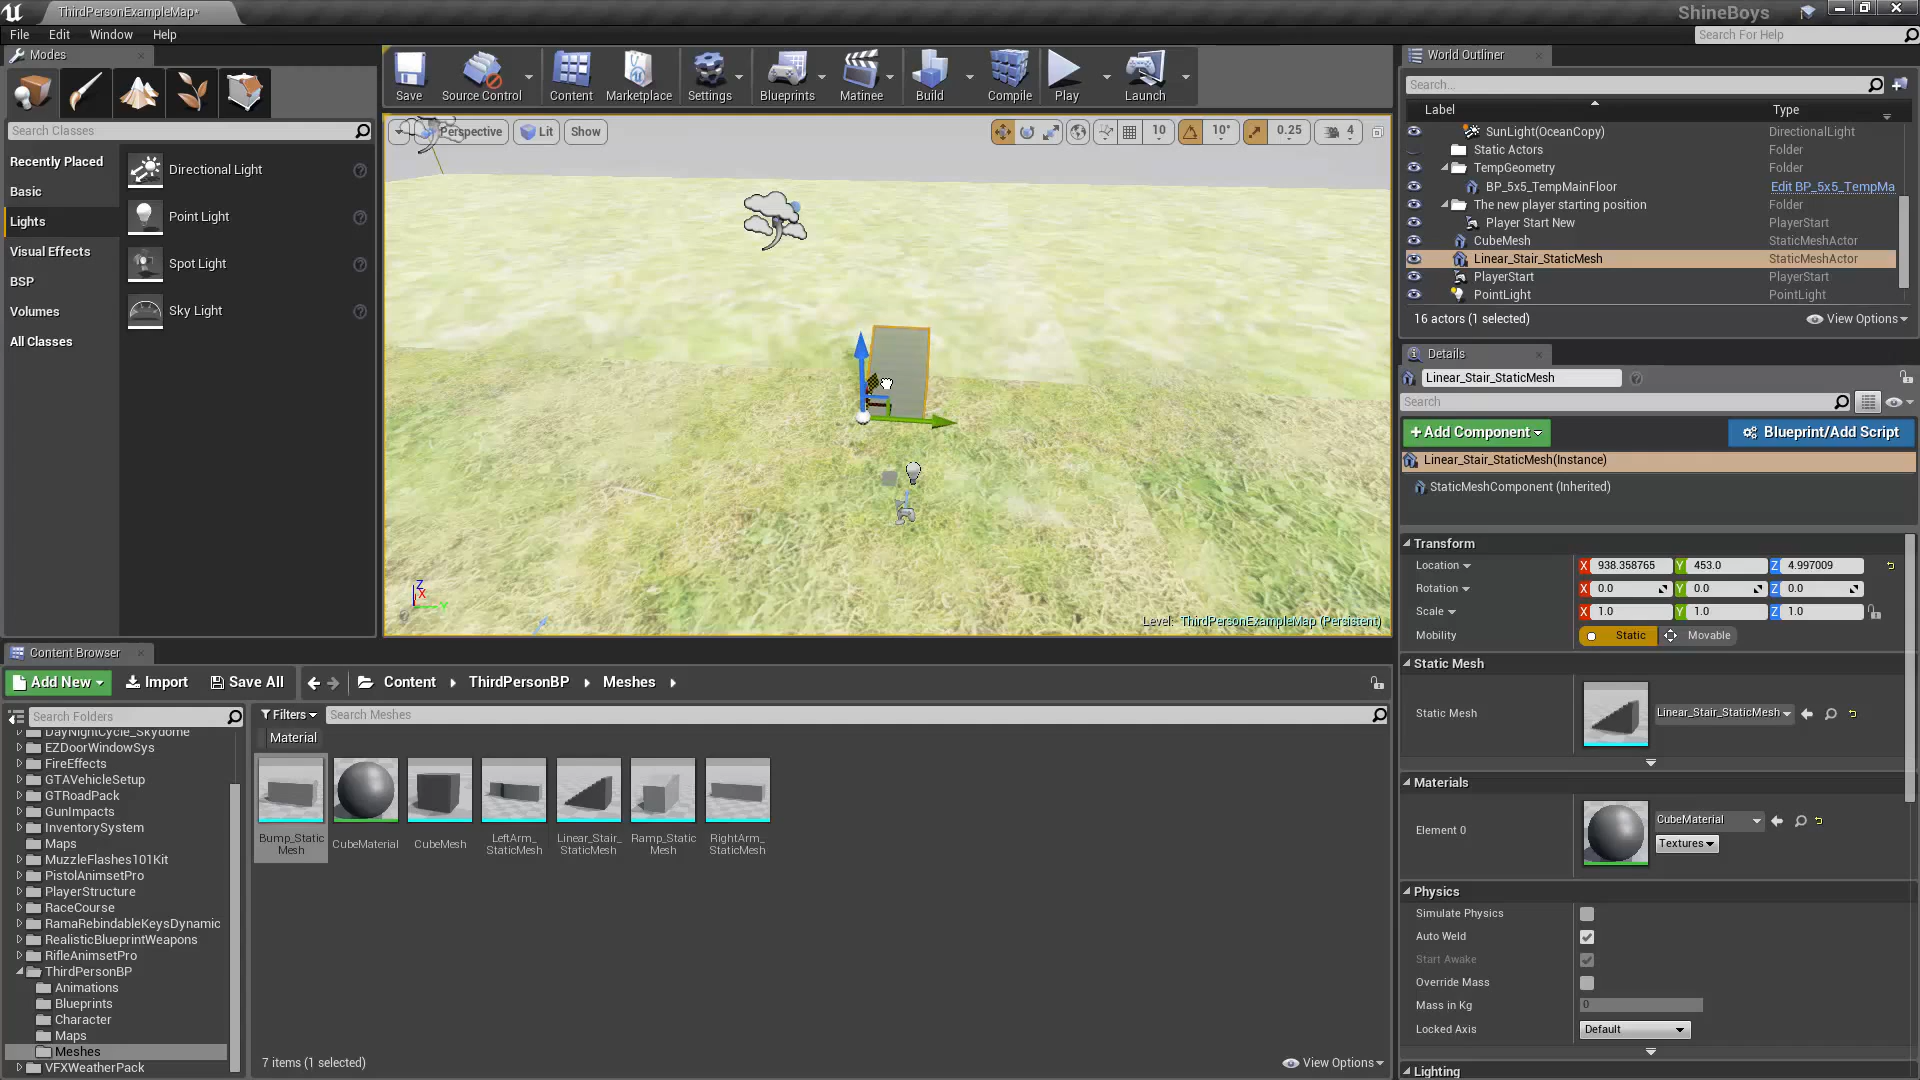 ThirdPersonExampleMap*
ShineBoys
File Edit Window Help
Search For Help
Modes
Search Classes
Recently Placed
Basic
Lights
Visual Effects
BSP
Volumes
All Classes
Directional Light
Point Light
Spot Light
Sky Light
Save
Source Control
Content
Marketplace
Settings
Blueprints
Matinee
Build
Compile
Play
Launch
Perspective
Lit
Show
10
10°
0.25
4
Z
X
Y
Level: ThirdPersonExampleMap (Persistent)
World Outliner
Search...
Label Type
SunLight(OceanCopy) DirectionalLight
Static Actors Folder
TempGeometry Folder
BP_5x5_TempMainFloor Edit BP_5x5_TempMa
The new player starting position Folder
Player Start New PlayerStart
CubeMesh StaticMeshActor
Linear_Stair_StaticMesh StaticMeshActor
PlayerStart PlayerStart
PointLight PointLight
16 actors (1 selected) View Options
Details
Linear_Stair_StaticMesh
Search
+Add Component Blueprint/Add Script
Linear_Stair_StaticMesh(Instance)
StaticMeshComponent (Inherited)
Transform
Location X 938.358765 Y 453.0 Z 4.997009
Rotation X 0.0 Y 0.0 Z 0.0
Scale X 1.0 Y 1.0 Z 1.0
Mobility Static Movable
Static Mesh
Static Mesh Linear_Stair_StaticMesh
Materials
Element 0 CubeMaterial
Textures
Physics
Simulate Physics
Auto Weld
Start Awake
Override Mass
Mass in Kg 0
Locked Axis Default
Lighting
Content Browser
Add New Import Save All Content ThirdPersonBP Meshes
Search Folders
Filters Search Meshes
Material
DayNightCycle_Skydome
EZDoorWindowSys
FireEffects
GTAVehicleSetup
GTRoadPack
GunImpacts
InventorySystem
Maps
MuzzleFlashes101Kit
PistolAnimsetPro
PlayerStructure
RaceCourse
RamaRebindableKeysDynamic
RealisticBlueprintWeapons
RifleAnimsetPro
ThirdPersonBP
Animations
Blueprints
Character
Maps
Meshes
VFXWeatherPack
Bump_Static
Mesh
CubeMaterial
CubeMesh
LeftArm_
StaticMesh
Linear_Stair_
StaticMesh
Ramp_Static
Mesh
RightArm_
StaticMesh
7 items (1 selected) View Options